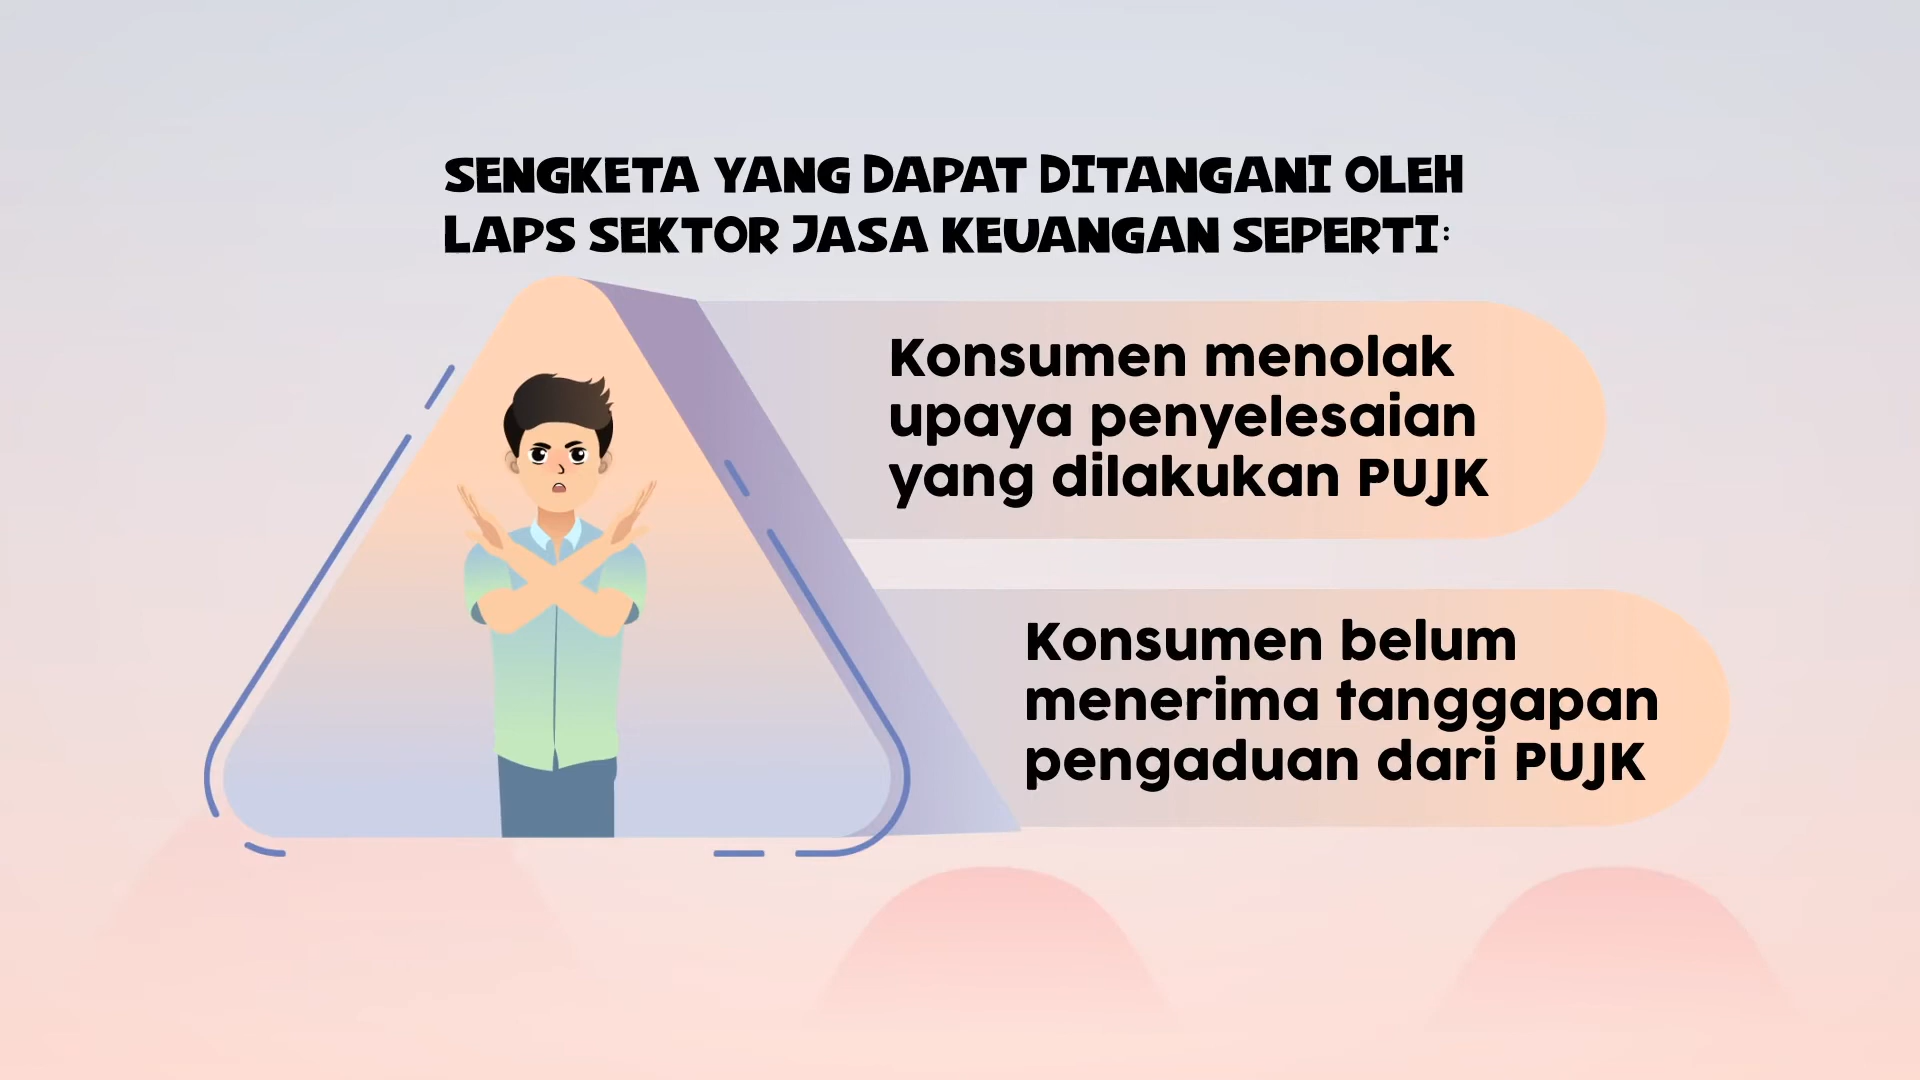 SENGKETA YANG DAPAT DITANGANI OLEH
LAPS SEKTOR JASA KEUANGAN SEPERTI:
Konsumen menolak
upaya penyelesaian
yang dilakukan PUJK
Konsumen belum
menerima tanggapan
pengaduan dari PUJK